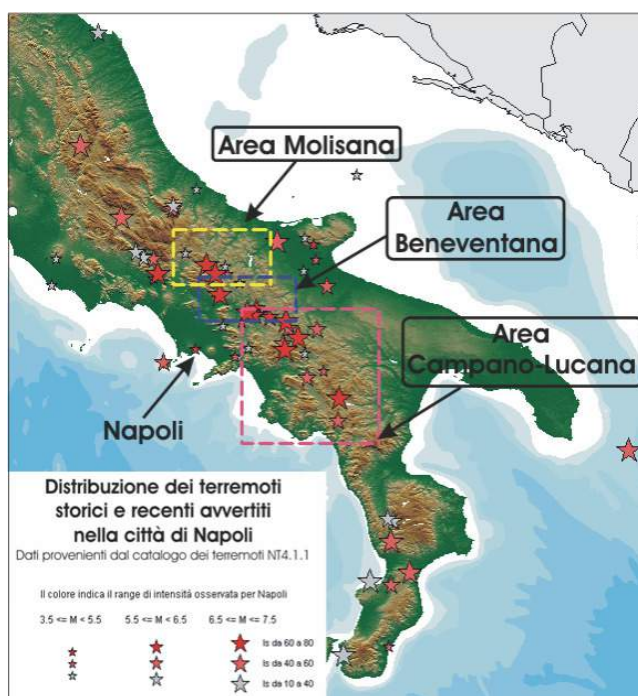 Area Molisana
Area
Beneventana
Area
Campano-Lucana
Napoli
Distribuzione dei terremoti
storici e recenti avvertiti
nella città di Napoli
Dati provenienti dal catalogo dei terremoti NT4.1.1
Il colore indica il range di intensità osservata per Napoli
3.5 <= M < 5.5 5.5 <= M < 6.5 6.5 <= M <= 7.5
Is da 60 a 80
Is da 40 a 60
Is da 10 a 40